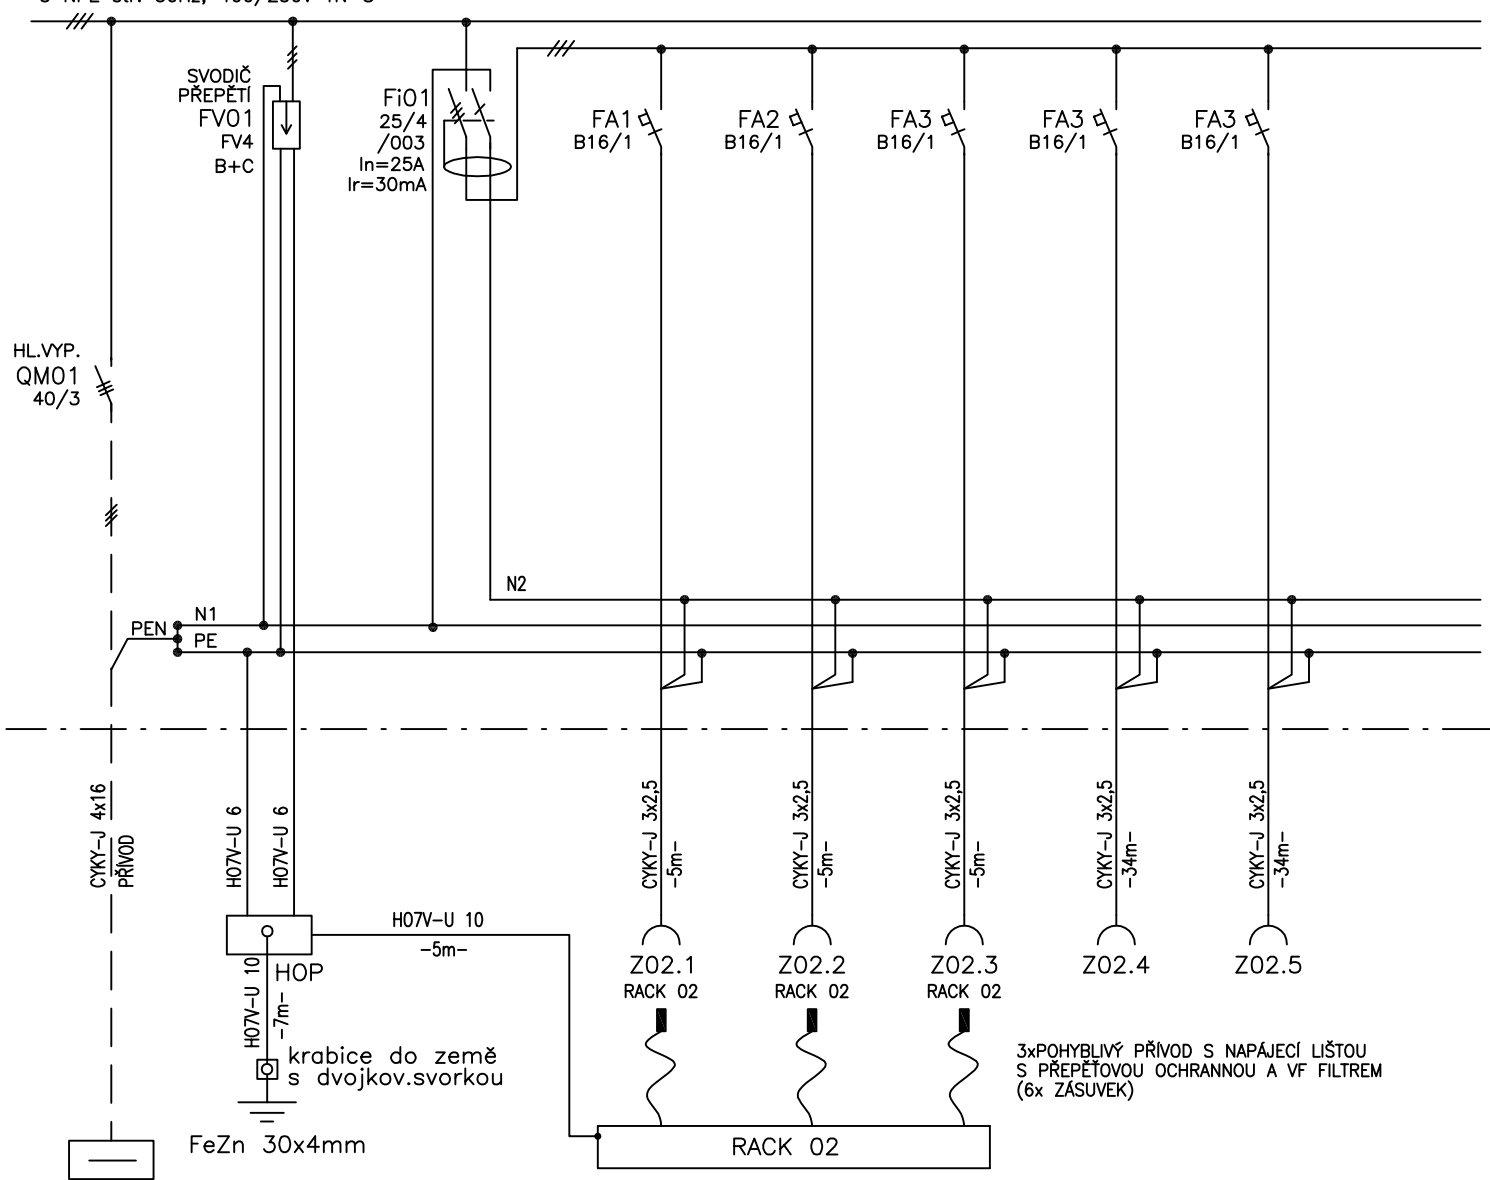 SVODIČ
PŘEPĚTÍ
FV01
FV4
B+C
Fi01
25/4
/003
In=25A
Ir=30mA
FA1
B16/1
FA2
B16/1
FA3
B16/1
FA3
B16/1
FA3
B16/1
HL.VYP.
QM01
40/3
N2
N1
PEN
PE
CYKY-J 4x16
PŘÍVOD
H07V-U 6
H07V-U 6
CYKY-J 3x2,5
-5m-
CYKY-J 3x2,5
-5m-
CYKY-J 3x2,5
-5m-
CYKY-J 3x2,5
-34m-
CYKY-J 3x2,5
-34m-
H07V-U 10
-5m-
HOP
H07V-U 10
-7m-
Z02.1
RACK 02
Z02.2
RACK 02
Z02.3
RACK 02
Z02.4
Z02.5
krabice do země
s dvojkov.svorkou
FeZn 30x4mm
3xPOHYBLIVÝ PŘÍVOD S NAPÁJECÍ LIŠTOU
S PŘEPĚŤOVOU OCHRANNOU A VF FILTREM
(6x ZÁSUVEK)
RACK 02